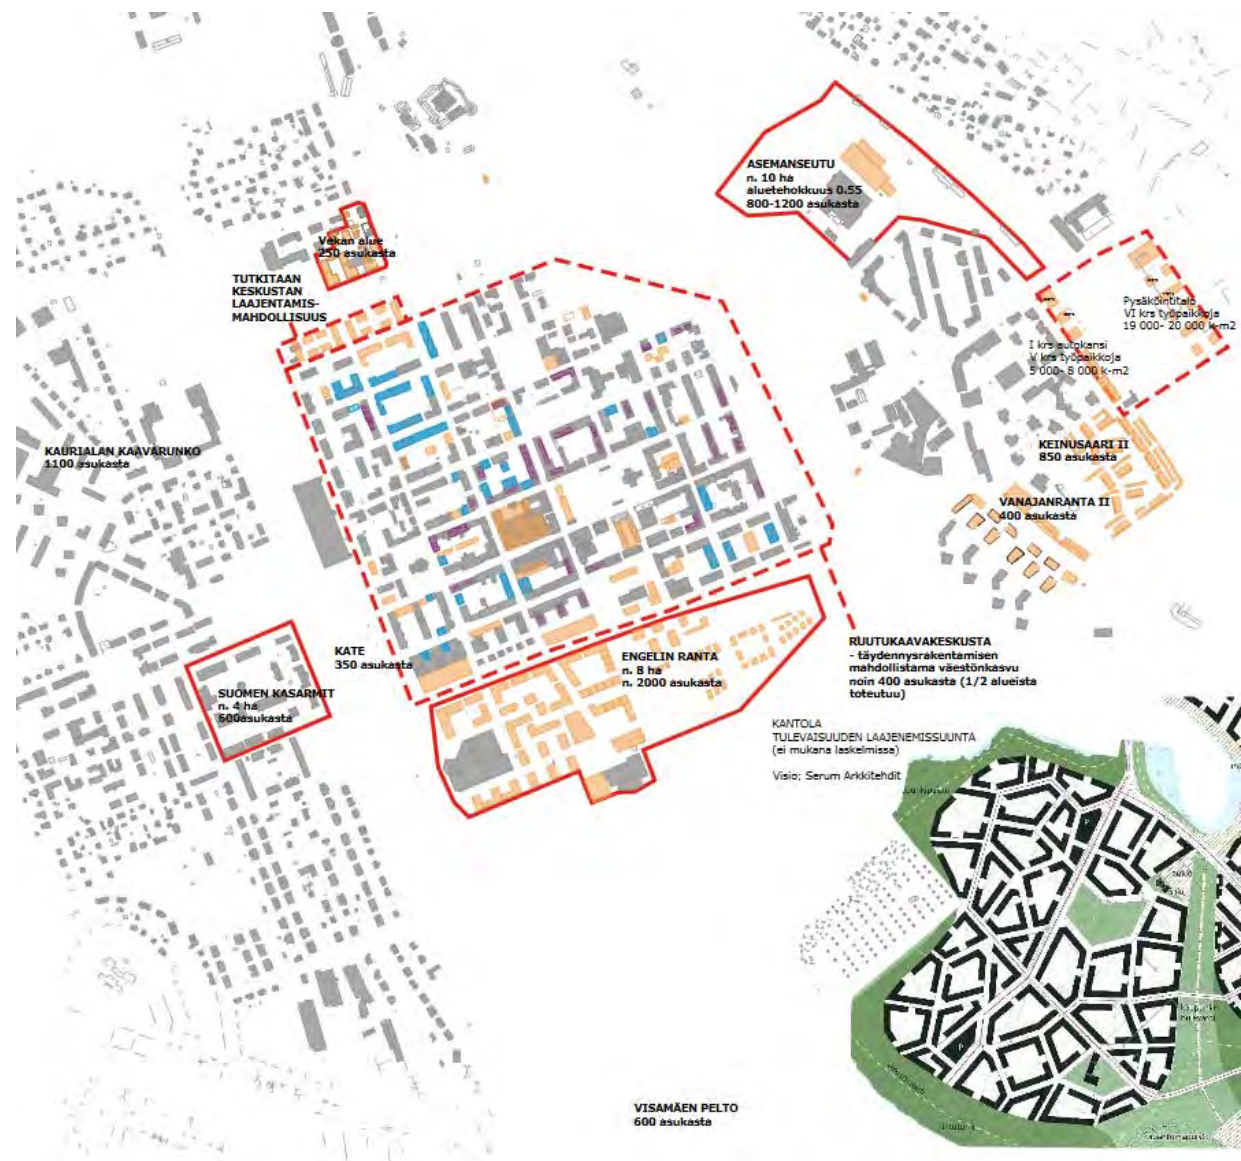 ASEMANSEUTU
n. 10 ha
aluetehokkuus 0.55
800-1200 asukasta
Vekan alue
250 asukasta
TUTKITAAN
KESKUSTAN
LAAJENTAMIS-
MAHDOLLISUUS
Pysäköintitalo
VI krs työpaikkoja
19 000- 20 000 k-m2
I krs autokansi
V krs työpaikkoja
5 000- 8 000 k-m2
KAURIALAN KAAVARUNKO
1100 asukasta
KEINUSAARI II
850 asukasta
VANAJANRANTA II
400 asukasta
KATE
350 asukasta
ENGELIN RANTA
n. 8 ha
n. 2000 asukasta
RUUTUKAAVAKESKUSTA
- täydennysrakentamisen
mahdollistama väestönkasvu
noin 400 asukasta (1/2 alueista
toteutuu)
SUOMEN KASARMIT
n. 4 ha
600asukasta
KANTOLA
TULEVAISUUDEN LAAJENEMISSUUNTA
(ei mukana laskelmissa)
Visio; Serum Arkkitehdit
P
P
VISAMÄEN PELTO
600 asukasta